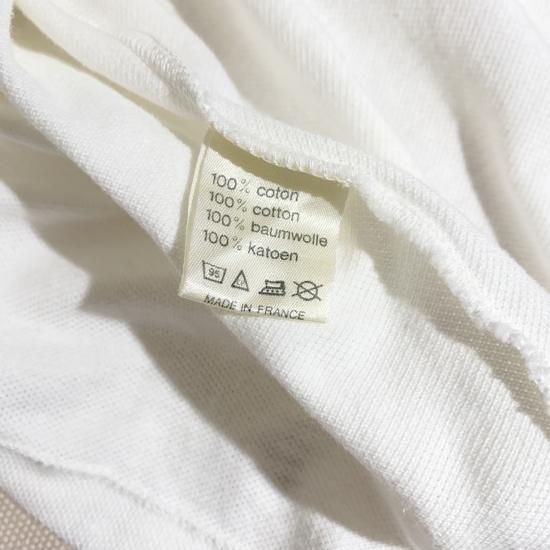 100% coton
100% cotton
100% baumwolle
100% katoen
95
MADE IN FRANCE